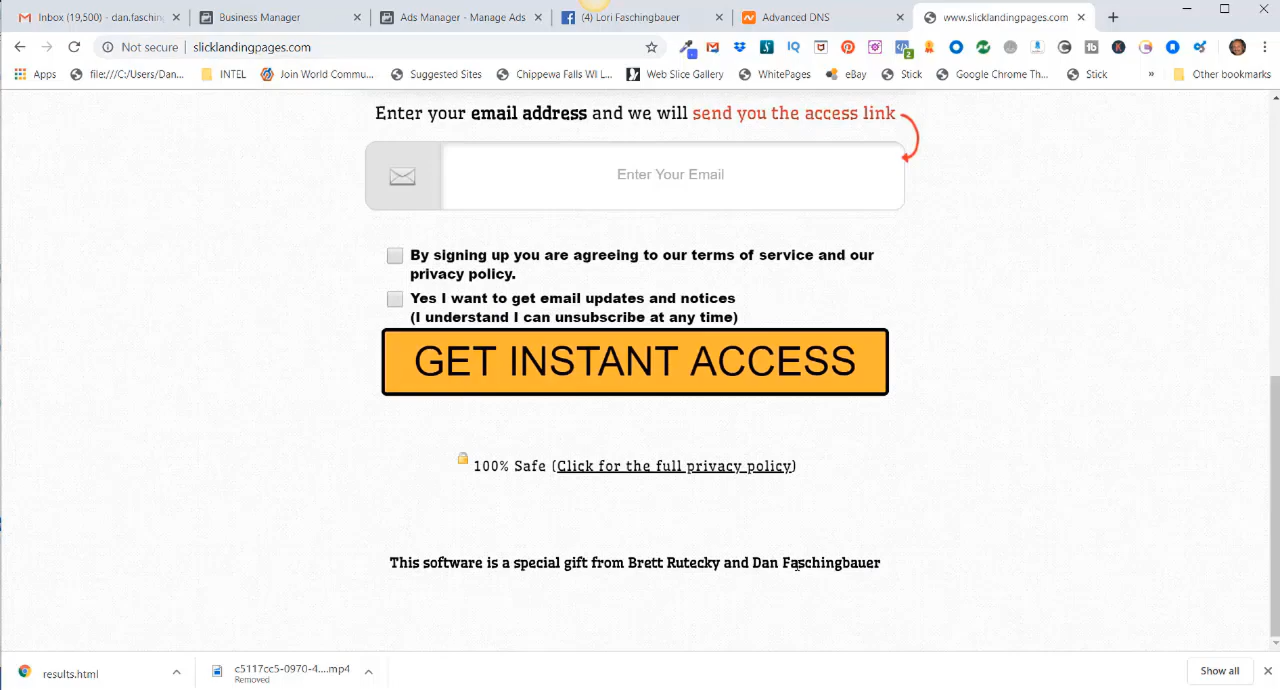 Inbox (19,500) - dan.fasching
Business Manager
Ads Manager - Manage Ads
(4) Lori Faschingbauer
Advanced DNS
www.slicklandingpages.com
Not secure | slicklandingpages.com
Apps
file:///C:/Users/Dan...
INTEL
Join World Commu...
Suggested Sites
Chippewa Falls WI L...
Web Slice Gallery
WhitePages
eBay
Stick
Google Chrome Th...
Stick
»
Other bookmarks
Enter your email address and we will send you the access link
Enter Your Email
By signing up you are agreeing to our terms of service and our
privacy policy.
Yes I want to get email updates and notices
(I understand I can unsubscribe at any time)
GET INSTANT ACCESS
100% Safe (Click for the full privacy policy)
This software is a special gift from Brett Rutecky and Dan Faschingbauer
results.html
c5117cc5-0970-4....mp4
Removed
Show all